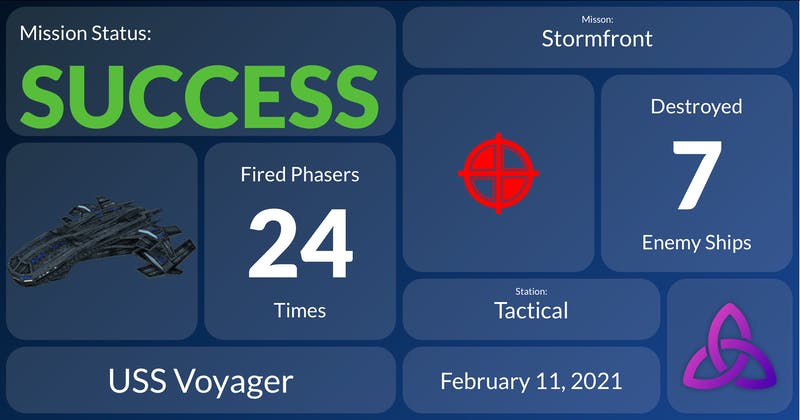 Mission Status:
SUCCESS
Misson:
Stormfront
Fired Phasers
24
Times
Destroyed
7
Enemy Ships
Station:
Tactical
USS Voyager
February 11, 2021